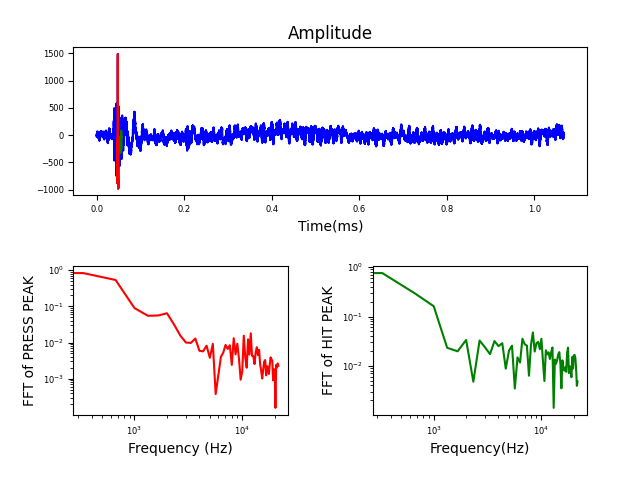 Amplitude
1500
1000
500
0
−500
−1000
0.0 0.2 0.4 0.6 0.8 1.0
Time(ms)
FFT of PRESS PEAK
10⁰
10⁻¹
10⁻²
10⁻³
10³ 10⁴
Frequency (Hz)
FFT of HIT PEAK
10⁰
10⁻¹
10⁻²
10³ 10⁴
Frequency(Hz)